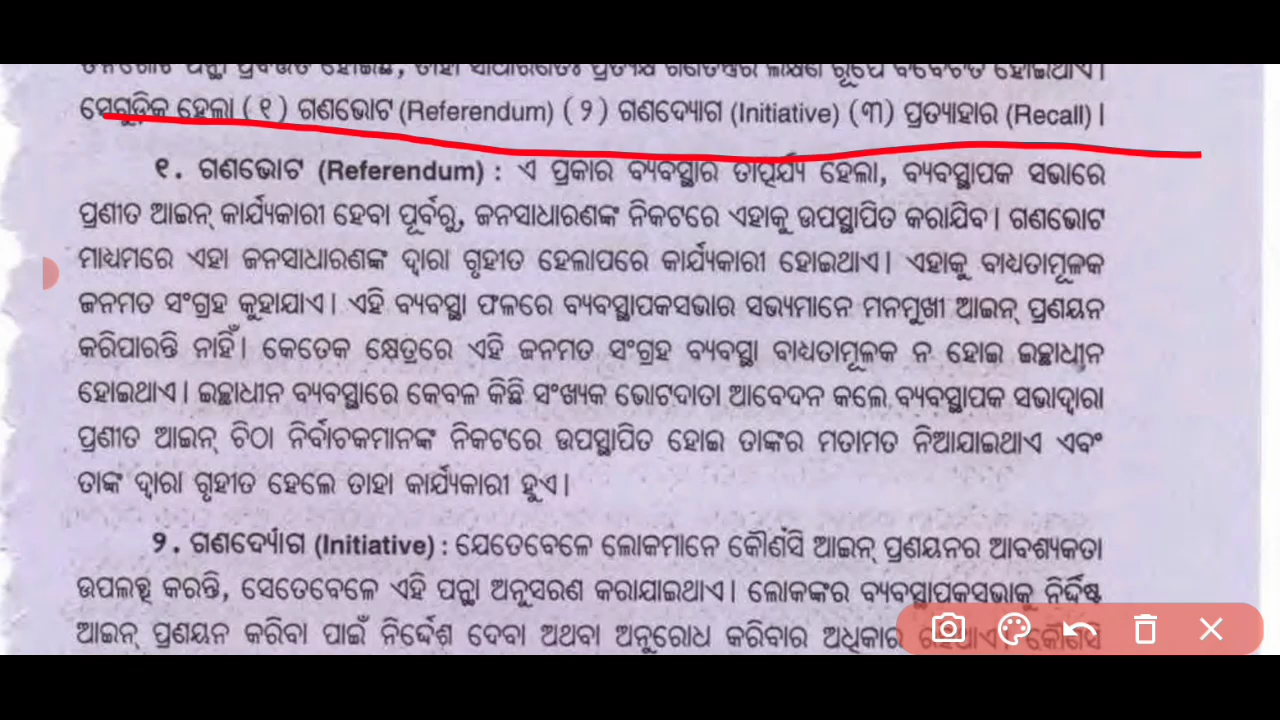 ସେଗୁଡ଼ିକ ହେଲା (୧) ଗଣଭୋଟ (Referendum) (୨) ଗଣଦ୍ୟୋଗ (Initiative) (୩) ପ୍ରତ୍ୟାହାର (Recall) ।
୧. ଗଣଭୋଟ (Referendum) : ଏ ପ୍ରକାର ବ୍ୟବସ୍ଥାର ତାତ୍ପର୍ଯ୍ୟ ହେଲା, ବ୍ୟବସ୍ଥାପକ ସଭାରେ
ପ୍ରଣୀତ ଆଇନ୍ କାର୍ଯ୍ୟକାରୀ ହେବା ପୂର୍ବରୁ, ଜନସାଧାରଣଙ୍କ ନିକଟରେ ଏହାକୁ ଉପସ୍ଥାପିତ କରାଯିବ। ଗଣଭୋଟ
ମାଧ୍ୟମରେ ଏହା ଜନସାଧାରଣଙ୍କ ଦ୍ୱାରା ଗୃହୀତ ହେଲାପରେ କାର୍ଯ୍ୟକାରୀ ହୋଇଥାଏ। ଏହାକୁ ବାଧ୍ୟତାମୂଳକ
ଜନମତ ସଂଗ୍ରହ କୁହାଯାଏ। ଏହି ବ୍ୟବସ୍ଥା ଫଳରେ ବ୍ୟବସ୍ଥାପକସଭାର ସଭ୍ୟମାନେ ମନମୁଖୀ ଆଇନ୍ ପ୍ରଣୟନ
କରିପାରନ୍ତି ନାହିଁ। କେତେକ କ୍ଷେତ୍ରରେ ଏହି ଜନମତ ସଂଗ୍ରହ ବ୍ୟବସ୍ଥା ବାଧ୍ୟତାମୂଳକ ନ ହୋଇ ଇଚ୍ଛାଧୀନ
ହୋଇଥାଏ। ଇଚ୍ଛାଧୀନ ବ୍ୟବସ୍ଥାରେ କେବଳ କିଛି ସଂଖ୍ୟକ ଭୋଟଦାତା ଆବେଦନ କଲେ ବ୍ୟବସ୍ଥାପକ ସଭାଦ୍ୱାରା
ପ୍ରଣୀତ ଆଇନ୍ ଚିଠା ନିର୍ବାଚକମାନଙ୍କ ନିକଟରେ ଉପସ୍ଥାପିତ ହୋଇ ତାଙ୍କର ମତାମତ ନିଆଯାଇଥାଏ ଏବଂ
ତାଙ୍କ ଦ୍ୱାରା ଗୃହୀତ ହେଲେ ତାହା କାର୍ଯ୍ୟକାରୀ ହୁଏ।
୨. ଗଣଦ୍ୟୋଗ (Initiative) : ଯେତେବେଳେ ଲୋକମାନେ କୌଣସି ଆଇନ୍ ପ୍ରଣୟନର ଆବଶ୍ୟକତା
ଉପଲବ୍ଧି କରନ୍ତି, ସେତେବେଳେ ଏହି ପନ୍ଥା ଅନୁସରଣ କରାଯାଇଥାଏ। ଲୋକଙ୍କର ବ୍ୟବସ୍ଥାପକସଭାକୁ ନିର୍ଦ୍ଦିଷ୍ଟ
ଆଇନ୍ ପ୍ରଣୟନ କରିବା ପାଇଁ ନିର୍ଦ୍ଦେଶ ଦେବା ଅଥବା ଅନୁରୋଧ କରିବାର ଅଧିକାର